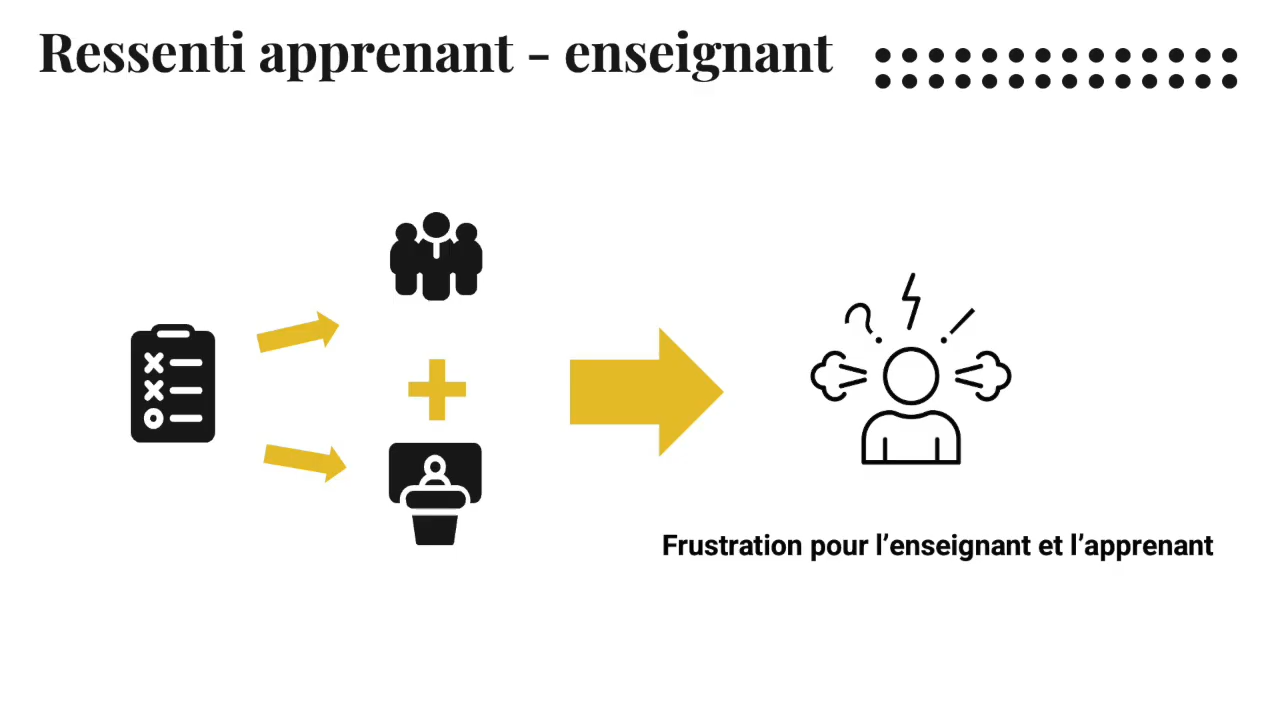 Ressenti apprenant - enseignant
Frustration pour l’enseignant et l’apprenant